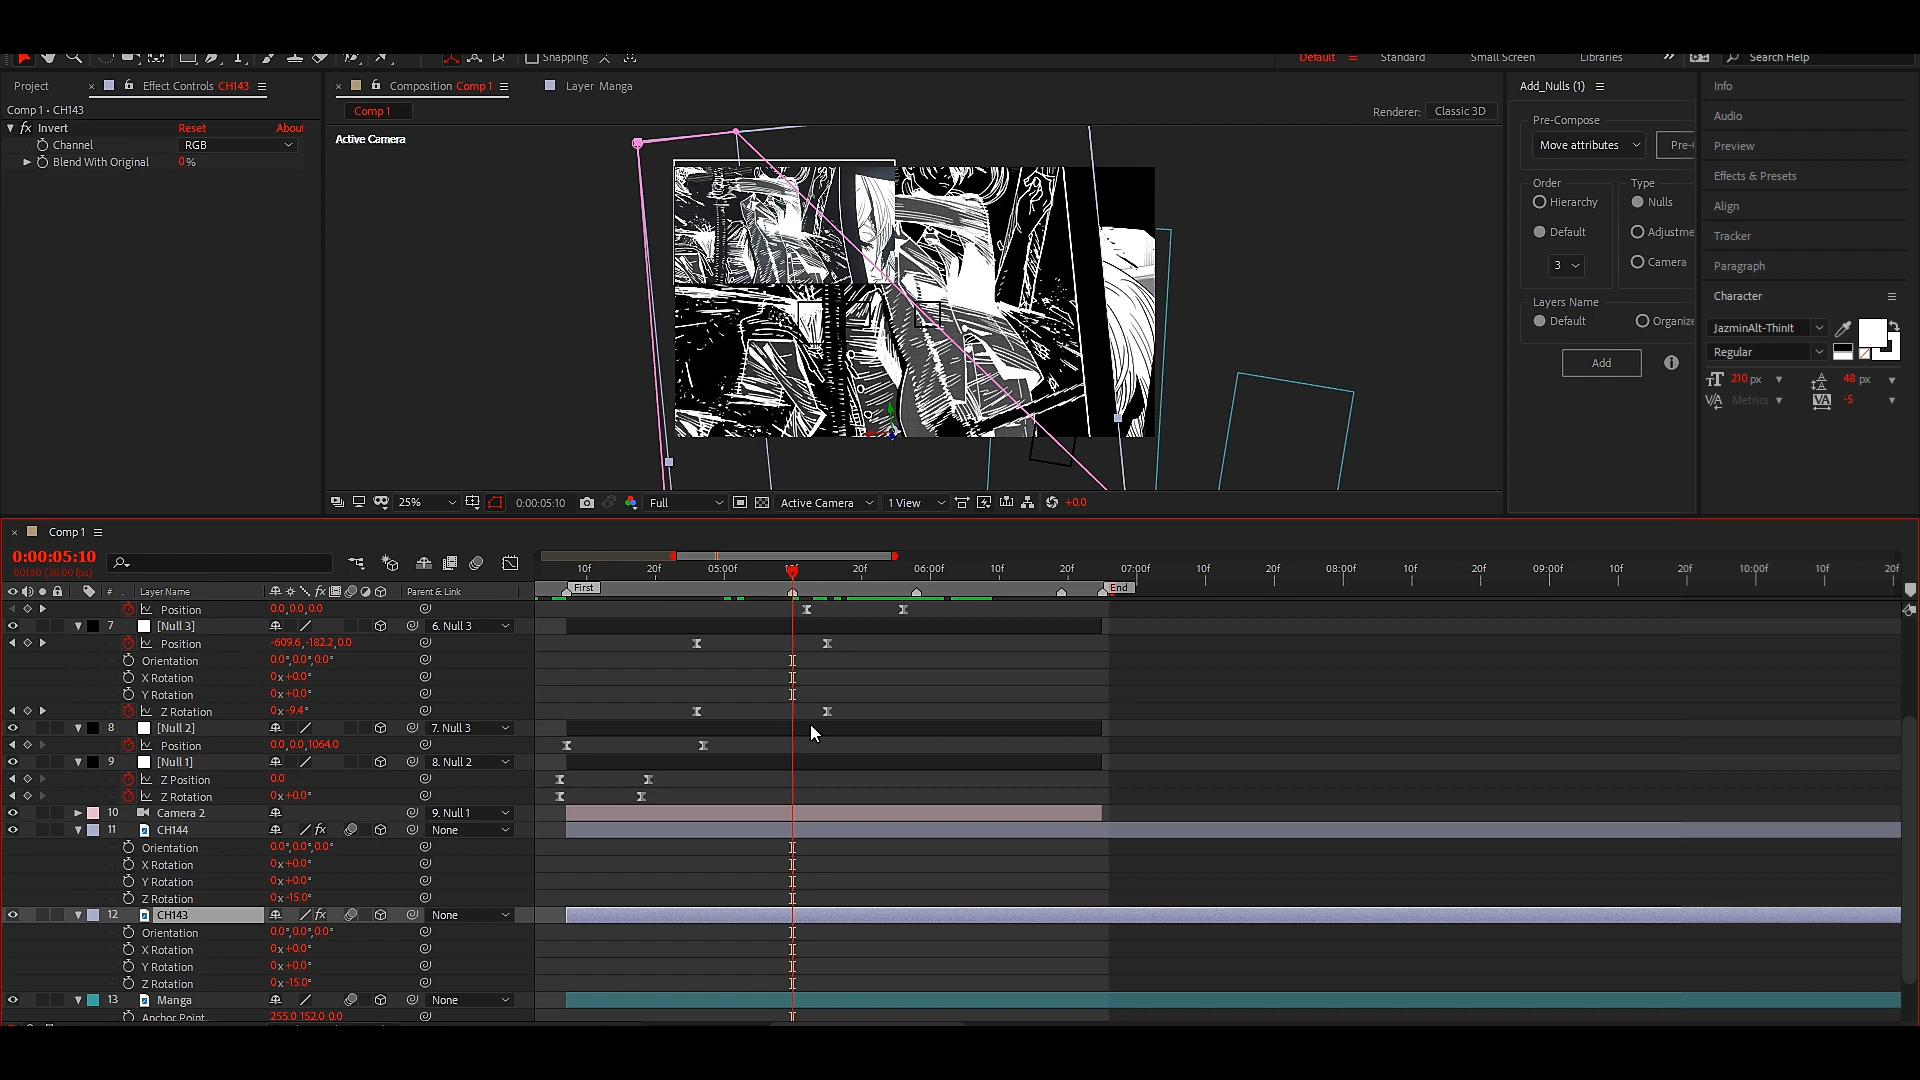 Snapping
Default
Standard
Small Screen
Libraries
Search Help
Project
Effect Controls CH143
Composition Comp 1
Layer Manga
Add_Nulls (1)
Info
Comp 1 • CH143
Comp 1
Renderer:
Classic 3D
fx Invert
Reset
About
Channel
RGB
Blend With Original
0%
Active Camera
Pre-Compose
Move attributes
Pre-
Order
Type
Hierarchy
Nulls
Default
Adjustme
3
Camera
Layers Name
Default
Organize
Add
Audio
Preview
Effects & Presets
Align
Tracker
Paragraph
Character
JazminAlt-ThinIt
Regular
210 px
48 px
Metrics
-5
25%
0:00:05:10
Full
Active Camera
1 View
+0.0
Comp 1
0:00:05:10
00160 (30.00 fps)
10f
20f
05:00f
20f
06:00f
10f
20f
07:00f
10f
20f
08:00f
10f
20f
09:00f
10f
20f
10:00f
10f
20f
First
End
#
Layer Name
fx
Parent & Link
Position
0.0,0.0,0.0
7
[Null 3]
6. Null 3
Position
-609.6,-182.2,0.0
Orientation
0.0°,0.0°,0.0°
X Rotation
0x+0.0°
Y Rotation
0x+0.0°
Z Rotation
0x-9.4°
8
[Null 2]
7. Null 3
Position
0.0,0.0,1064.0
9
[Null 1]
8. Null 2
Z Position
0.0
Z Rotation
0x+0.0°
10
Camera 2
9. Null 1
11
CH144
fx
None
Orientation
0.0°,0.0°,0.0°
X Rotation
0x+0.0°
Y Rotation
0x+0.0°
Z Rotation
0x-15.0°
12
CH143
fx
None
Orientation
0.0°,0.0°,0.0°
X Rotation
0x+0.0°
Y Rotation
0x+0.0°
Z Rotation
0x-15.0°
13
Manga
None
Anchor Point
255.0,152.0,0.0